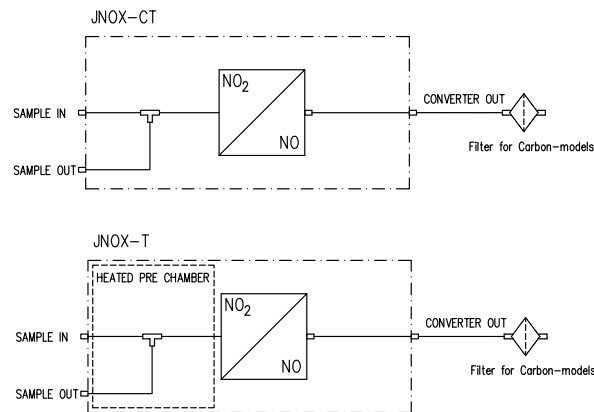 JNOX-CT
NO2
NO
SAMPLE IN
SAMPLE OUT
CONVERTER OUT
Filter for Carbon-models
JNOX-T
HEATED PRE CHAMBER
NO2
NO
SAMPLE IN
SAMPLE OUT
CONVERTER OUT
Filter for Carbon-models